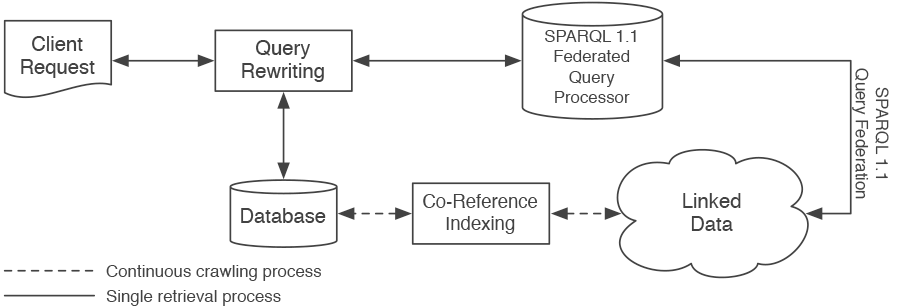 Client
Request
Query
Rewriting
SPARQL 1.1
Federated
Query
Processor
SPARQL 1.1
Query Federation
Database
Co-Reference
Indexing
Linked
Data
Continuous crawling process
Single retrieval process